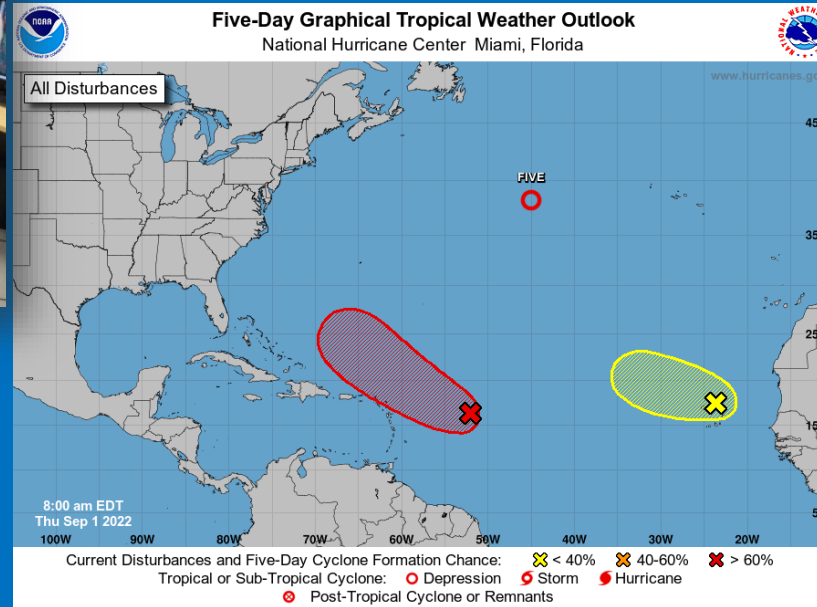 Five-Day Graphical Tropical Weather Outlook
National Hurricane Center Miami, Florida
NOAA
All Disturbances
www.hurricanes.go
FIVE
45
35
25
15
5
8:00 am EDT
Thu Sep 1 2022
100W 90W 80W 70W 60W 50W 40W 30W 20W
Current Disturbances and Five-Day Cyclone Formation Chance: < 40% 40-60% > 60%
Tropical or Sub-Tropical Cyclone: Depression Storm Hurricane
Post-Tropical Cyclone or Remnants